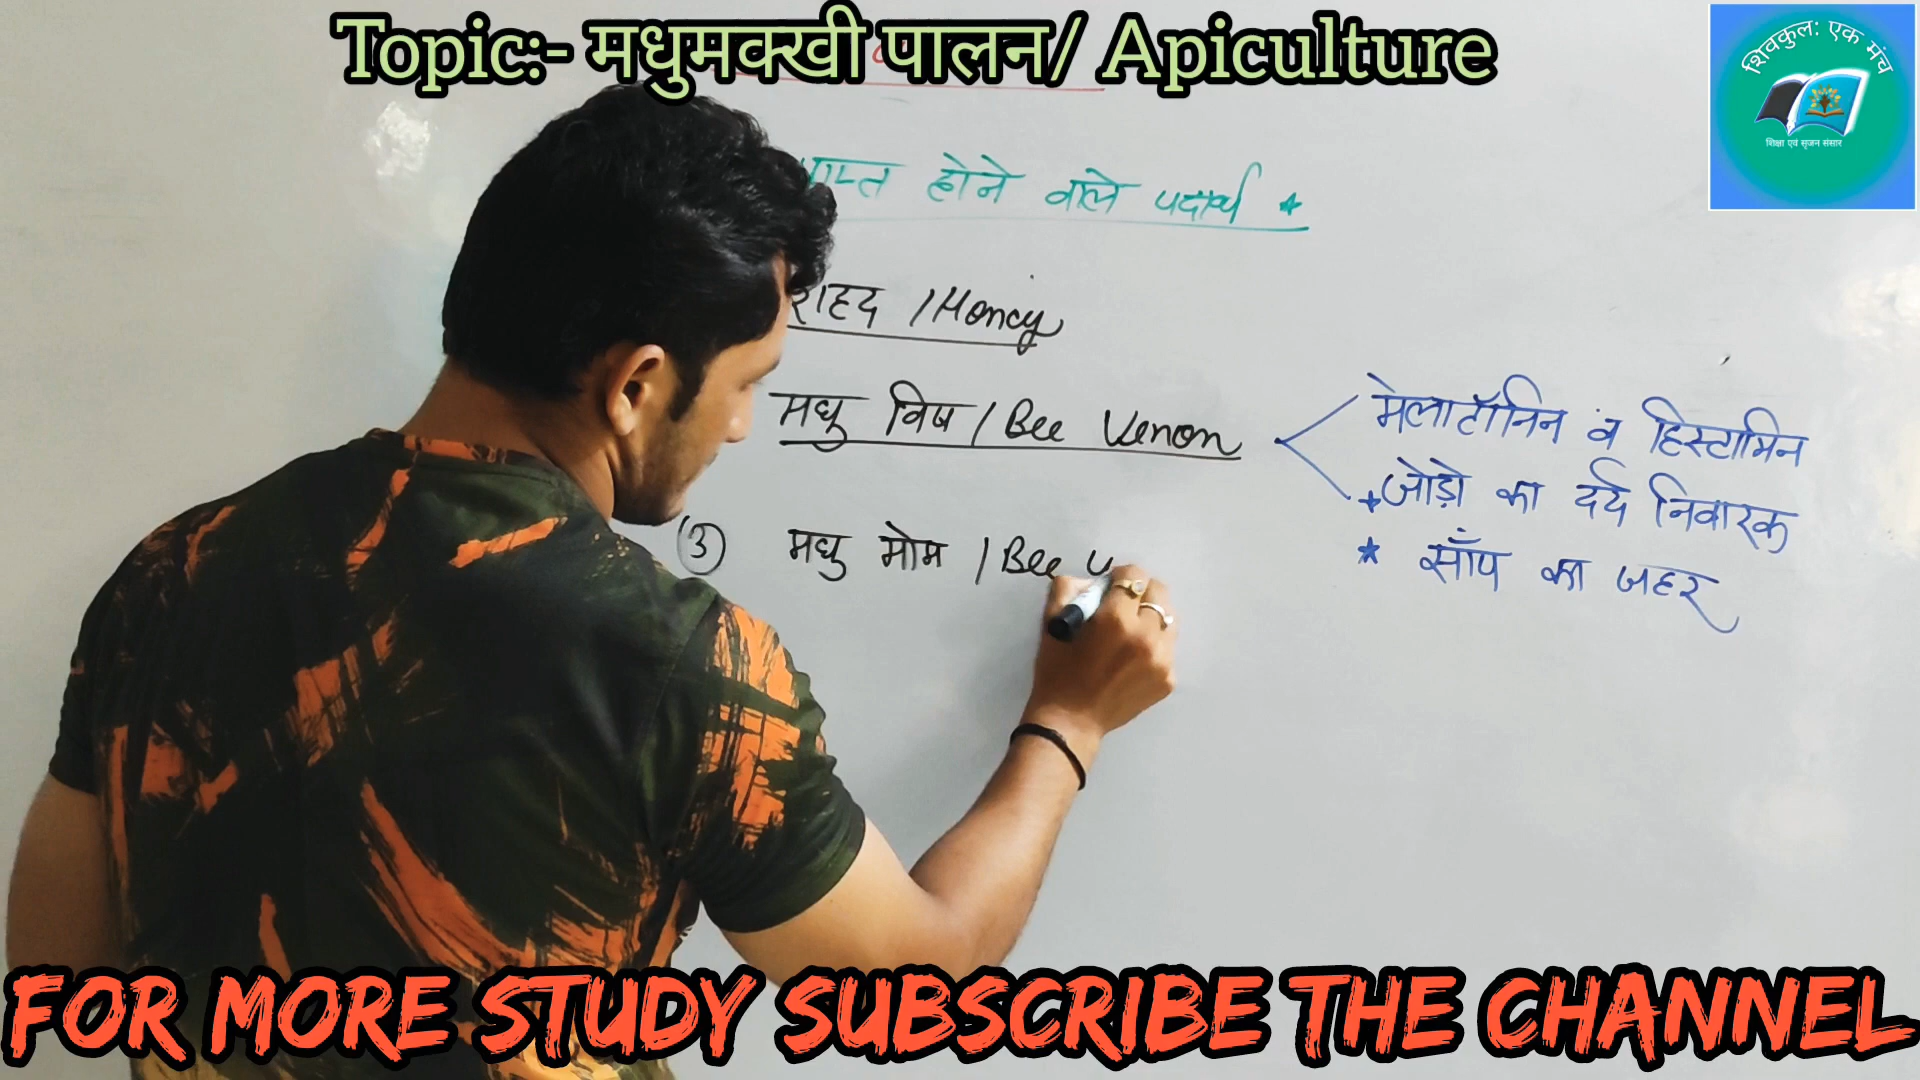 Topic:- मधुमक्खी पालन/ Apiculture
शिवकुल: एक मंच
शिक्षा एवं सृजन संसार
प्राप्त होने वाले पदार्थ *
शहद / Honey
मधु विष / Bee Venom
मेलाटॉनिन व हिस्टामिन
* जोड़ो का दर्द निवारक
* साँप का जहर
(3) मधु मोम / Bee
FOR MORE STUDY SUBSCRIBE THE CHANNEL